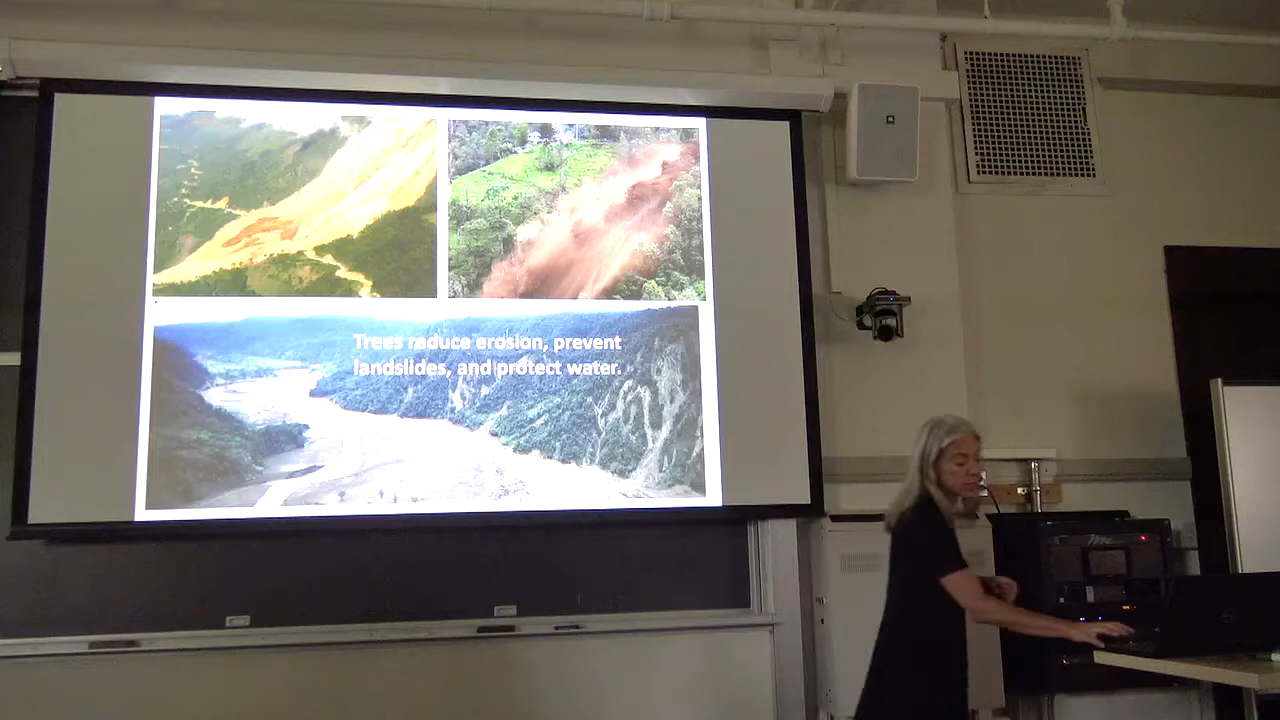 Trees reduce erosion, prevent
landslides, and protect water.